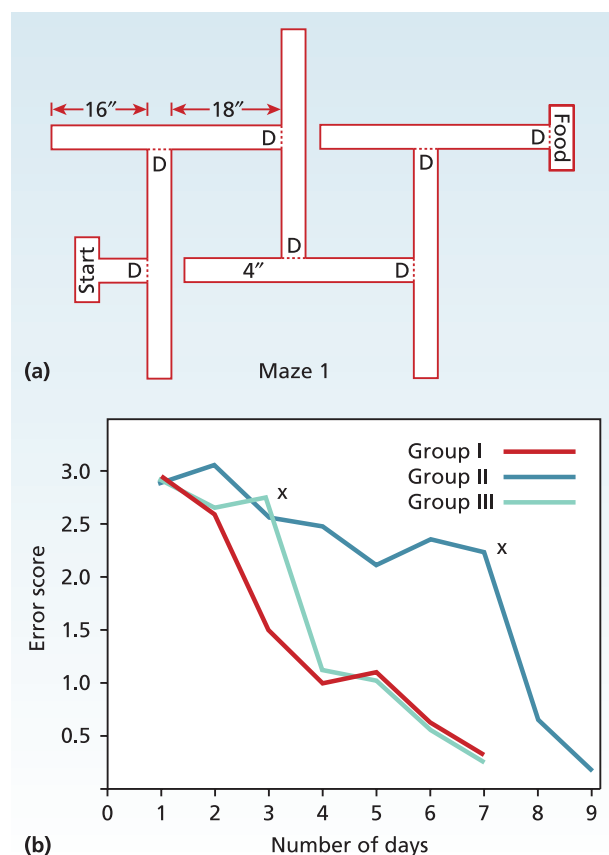 16″ 18″
D D Food
D D
Start D 4″ D
D
(a) Maze 1
Error score
3.0
2.5
2.0
1.5
1.0
0.5
Group I
Group II
Group III
x
x
0 1 2 3 4 5 6 7 8 9
(b) Number of days